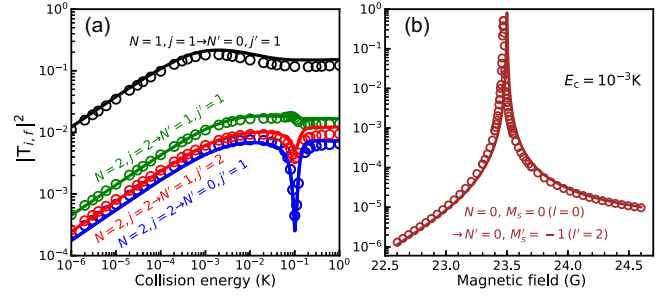 (a)
N=1, j=1→N'=0, j'=1
N=2, j=2→N'=1, j'=1
N=2, j=2→N'=1, j'=2
N=2, j=2→N'=0, j'=1
|T_{i,f}|^2
10^0
10^{-1}
10^{-2}
10^{-3}
10^{-4}
10^{-6} 10^{-5} 10^{-4} 10^{-3} 10^{-2} 10^{-1} 10^0
Collision energy (K)
(b)
E_c = 10^{-3}K
N=0, M_s=0 (l=0)
→N'=0, M_s'=−1 (l'=2)
10^0
10^{-1}
10^{-2}
10^{-3}
10^{-4}
10^{-5}
10^{-6}
22.5 23.0 23.5 24.0 24.5
Magnetic field (G)